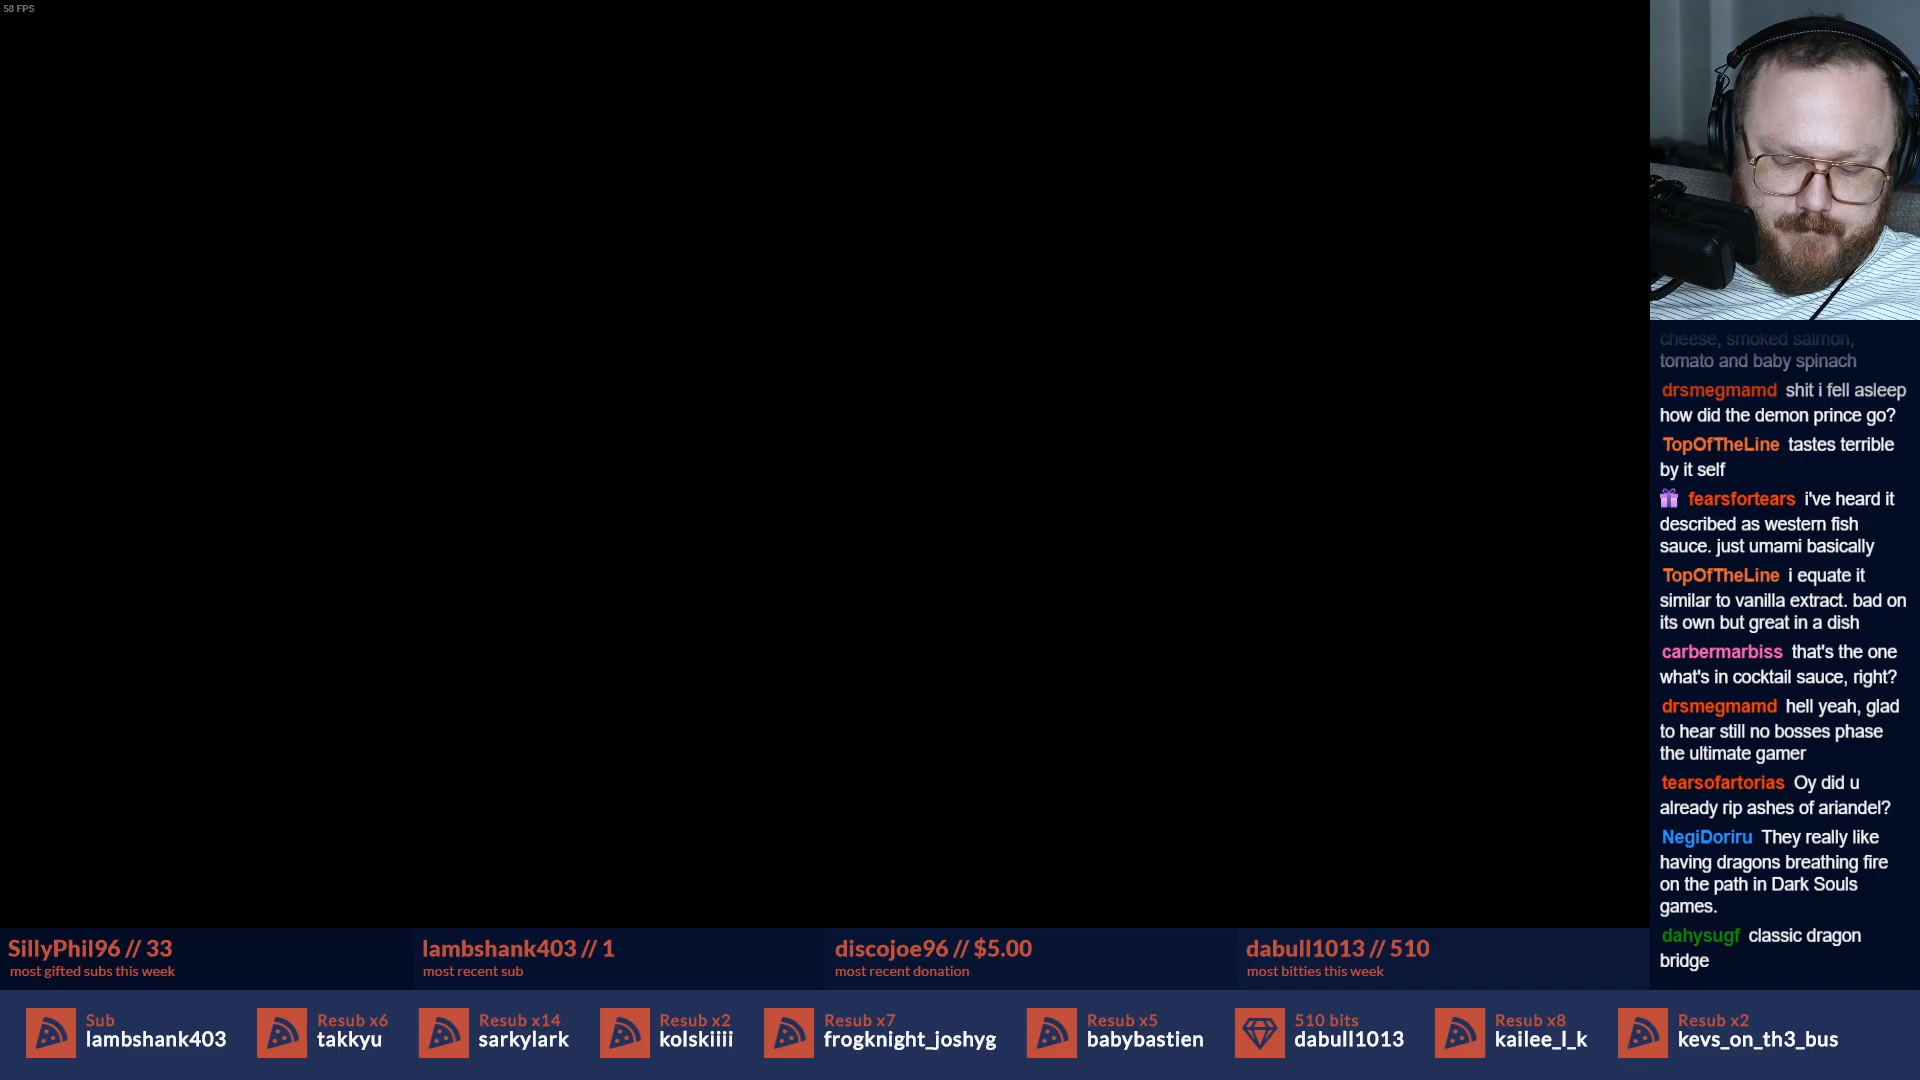 58 FPS
cheese, smoked salmon,
tomato and baby spinach
drsmegmamd shit i fell asleep
how did the demon prince go?
TopOfTheLine tastes terrible
by it self
fearsfortears i've heard it
described as western fish
sauce. just umami basically
TopOfTheLine i equate it
similar to vanilla extract. bad on
its own but great in a dish
carbermarbiss that's the one
what's in cocktail sauce, right?
drsmegmamd hell yeah, glad
to hear still no bosses phase
the ultimate gamer
tearsofartorias Oy did u
already rip ashes of ariandel?
NegiDoriru They really like
having dragons breathing fire
on the path in Dark Souls
games.
dahysugf classic dragon
bridge
SillyPhil96 // 33
most gifted subs this week
lambshank403 // 1
most recent sub
discojoe96 // $5.00
most recent donation
dabull1013 // 510
most bitties this week
Sub
lambshank403
Resub x6
takkyu
Resub x14
sarkylark
Resub x2
kolskiiii
Resub x7
frogknight_joshyg
Resub x5
babybastien
510 bits
dabull1013
Resub x8
kailee_l_k
Resub x2
kevs_on_th3_bus